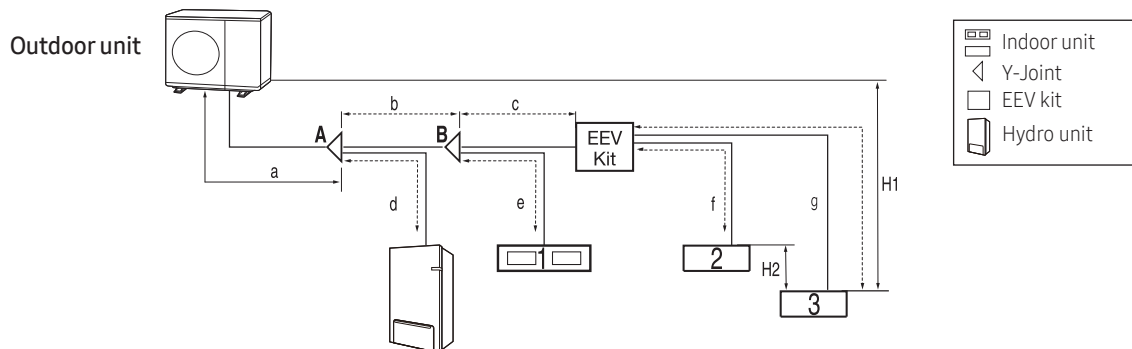 Outdoor unit
Indoor unit
Y-Joint
EEV kit
Hydro unit
b
c
A
B
EEV
Kit
a
d
e
f
g
H1
1
2
H2
3